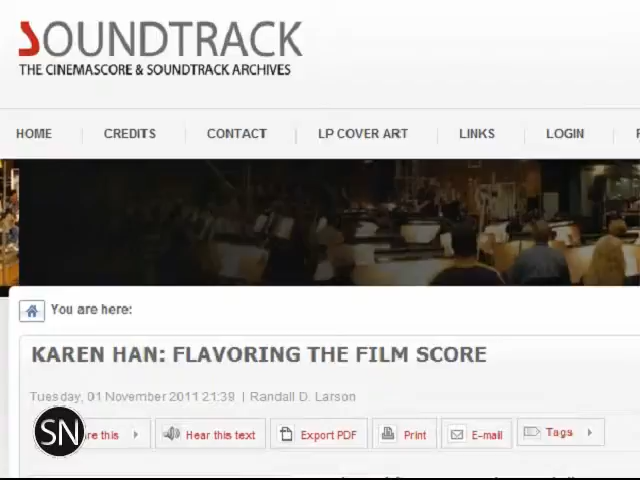 SOUNDTRACK
THE CINEMASCORE & SOUNDTRACK ARCHIVES
HOME CREDITS CONTACT LP COVER ART LINKS LOGIN
You are here:
KAREN HAN: FLAVORING THE FILM SCORE
Tuesday, 01 November 2011 21:39 | Randall D. Larson
SN re this Hear this text Export PDF Print E-mail Tags